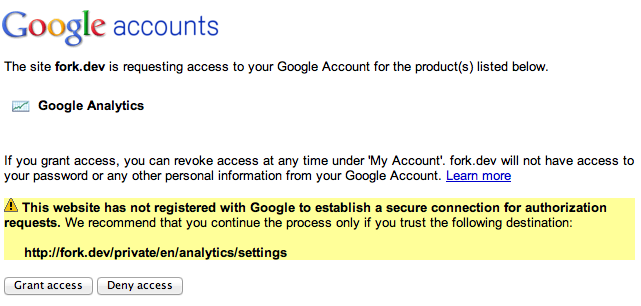 Google accounts
The site fork.dev is requesting access to your Google Account for the product(s) listed below.
Google Analytics
If you grant access, you can revoke access at any time under 'My Account'. fork.dev will not have access to
your password or any other personal information from your Google Account. Learn more
This website has not registered with Google to establish a secure connection for authorization
requests. We recommend that you continue the process only if you trust the following destination:
http://fork.dev/private/en/analytics/settings
Grant access Deny access